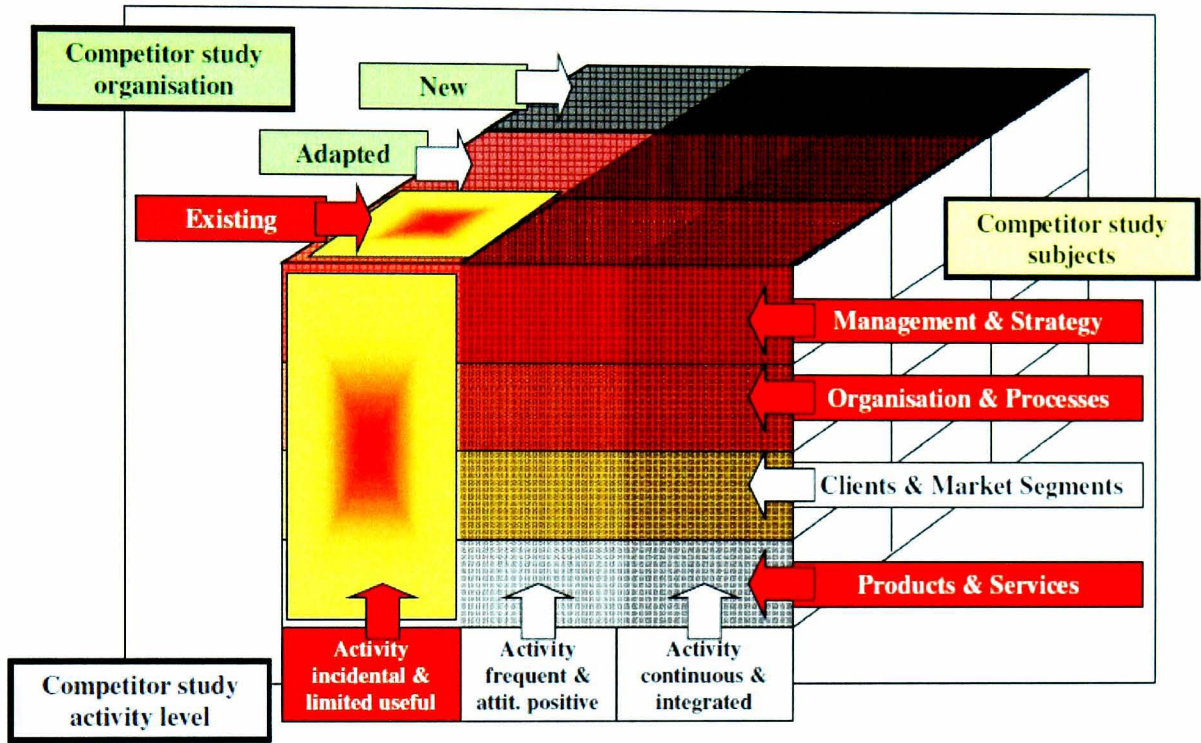 Competitor study
organisation
New
Adapted
Existing
Competitor study
subjects
Management & Strategy
Organisation & Processes
Clients & Market Segments
Products & Services
Activity
incidental &
limited useful
Activity
frequent &
attit. positive
Activity
continuous &
integrated
Competitor study
activity level